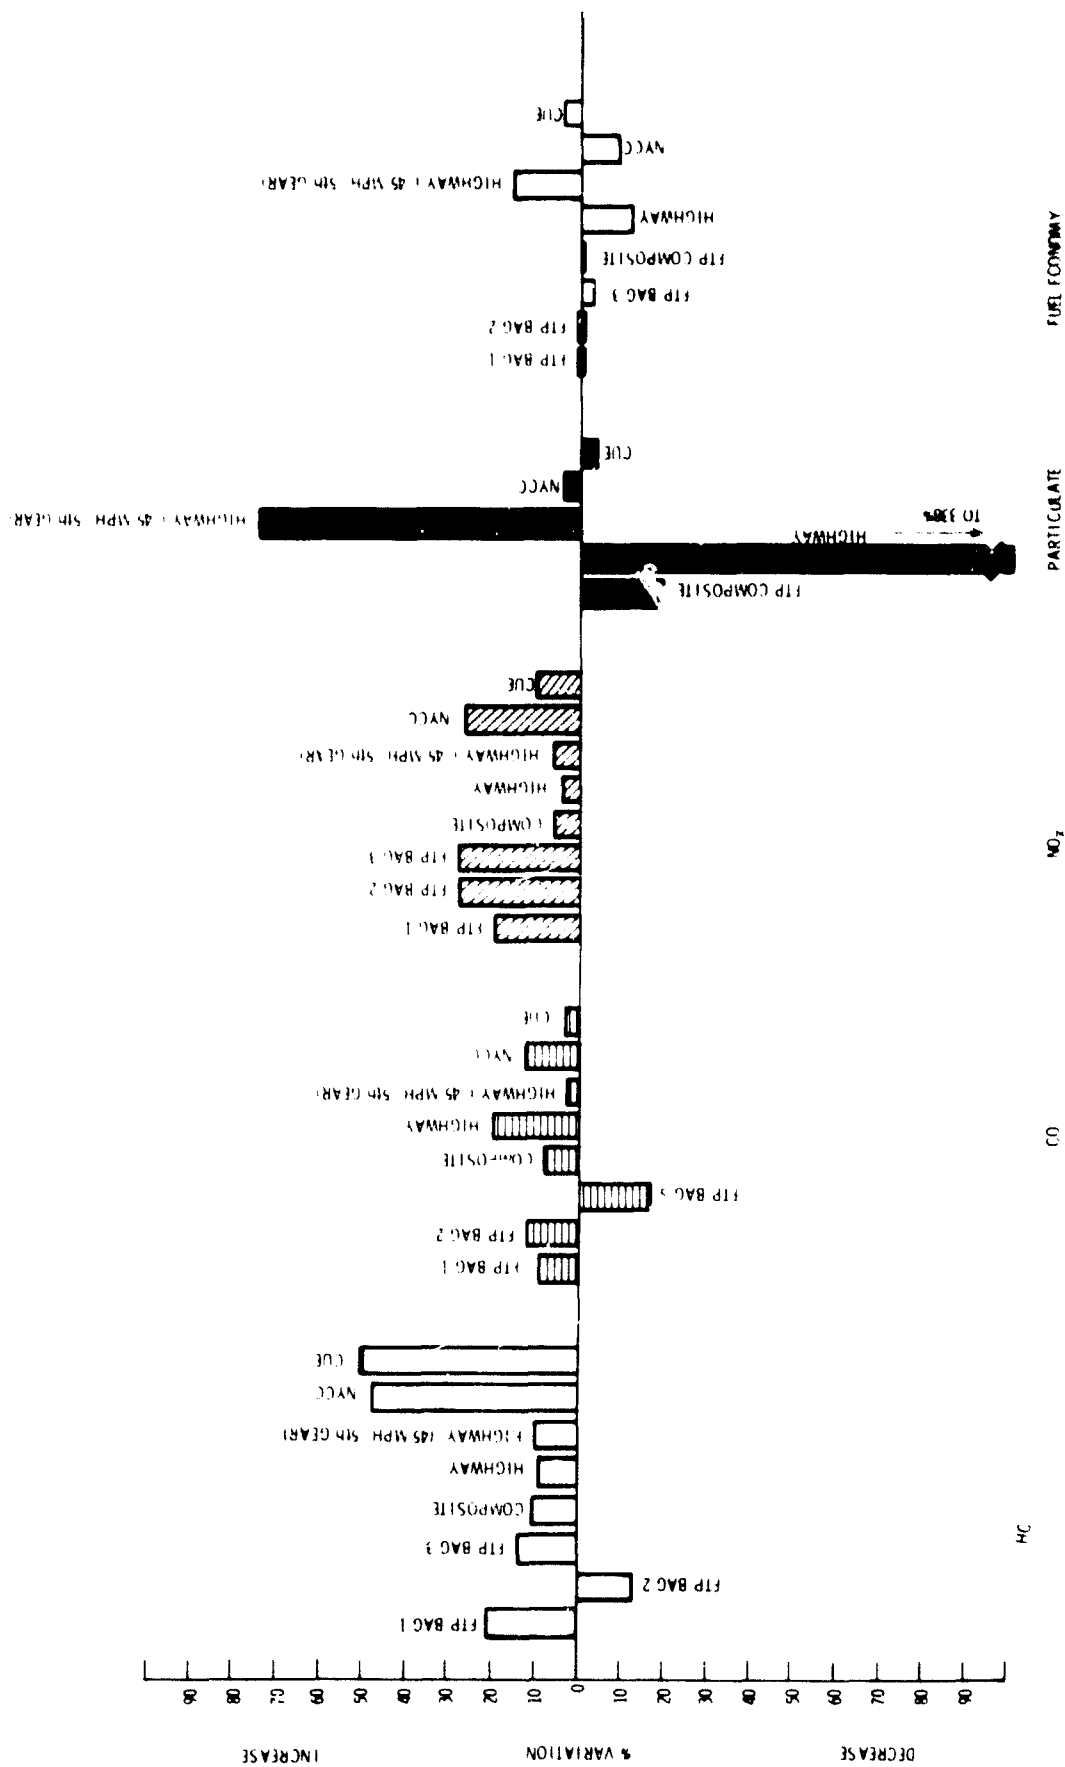 INCREASE
% VARIATION
DECREASE
90
80
70
60
50
40
30
20
10
0
10
20
30
40
50
60
70
80
90
FTP BAG 1
FTP BAG 2
FTP BAG 3
COMPOSITE
HIGHWAY
HIGHWAY (45 MPH, 5th GEAR)
NYCC
CUE
HC
FTP BAG 1
FTP BAG 2
FTP BAG
COMPOSITE
HIGHWAY
HIGHWAY ( 45 MPH, 5th GEAR)
NYCC
CUE
CO
FTP BAG 1
FTP BAG 2
FTP BAG 3
COMPOSITE
HIGHWAY
HIGHWAY ( 45 MPH, 5th GEAR)
NYCC
CUE
NOx
FTP COMPOSITE
HIGHWAY
TO 338%
HIGHWAY ( 45 MPH, 5th GEAR)
NYCC
CUE
PARTICULATE
FTP BAG 1
FTP BAG 2
FTP BAG 3
FTP COMPOSITE
HIGHWAY
HIGHWAY ( 45 MPH, 5th GEAR)
NYCC
CUE
FUEL ECONOMY